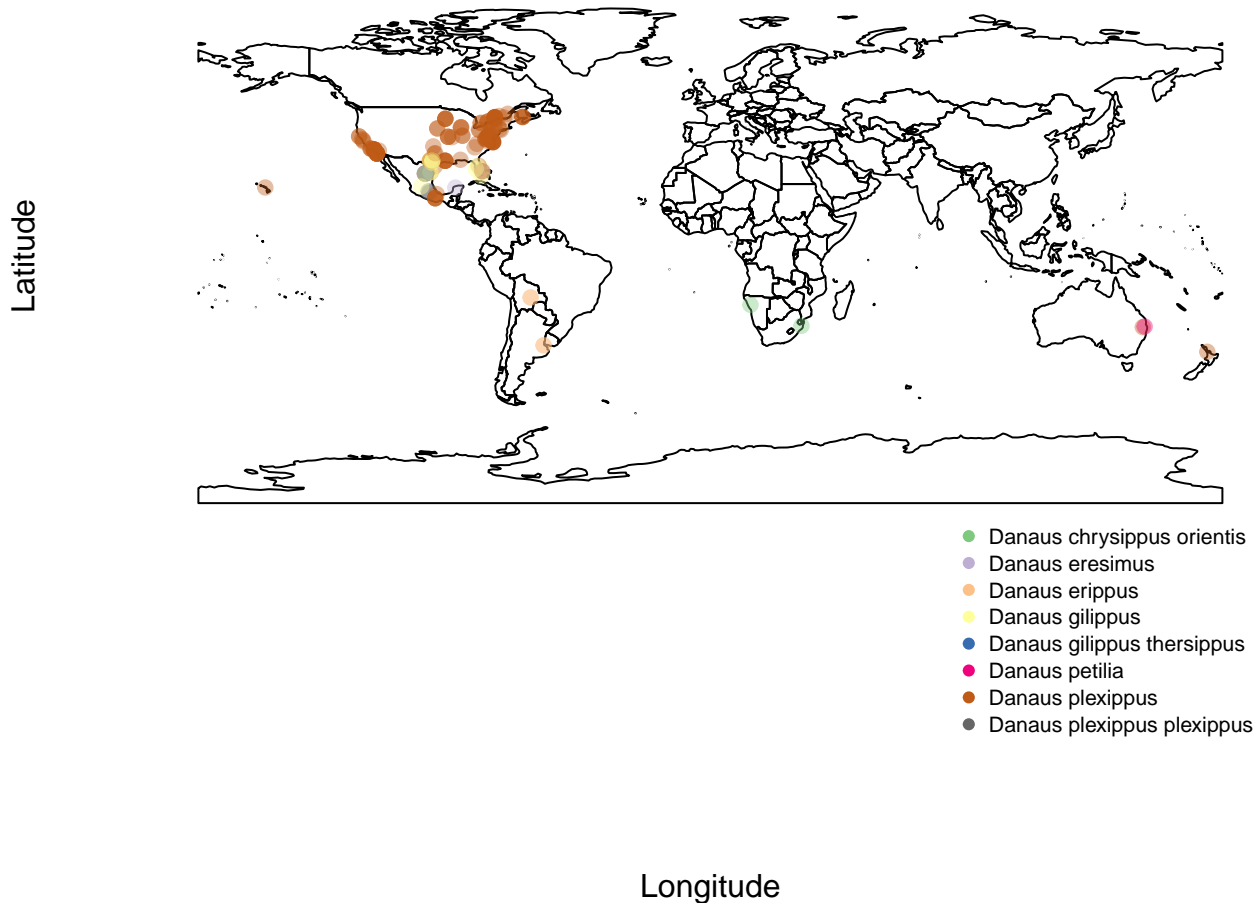 Latitude
Danaus chrysippus orientis
Danaus eresimus
Danaus erippus
Danaus gilippus
Danaus gilippus thersippus
Danaus petilia
Danaus plexippus
Danaus plexippus plexippus
Longitude